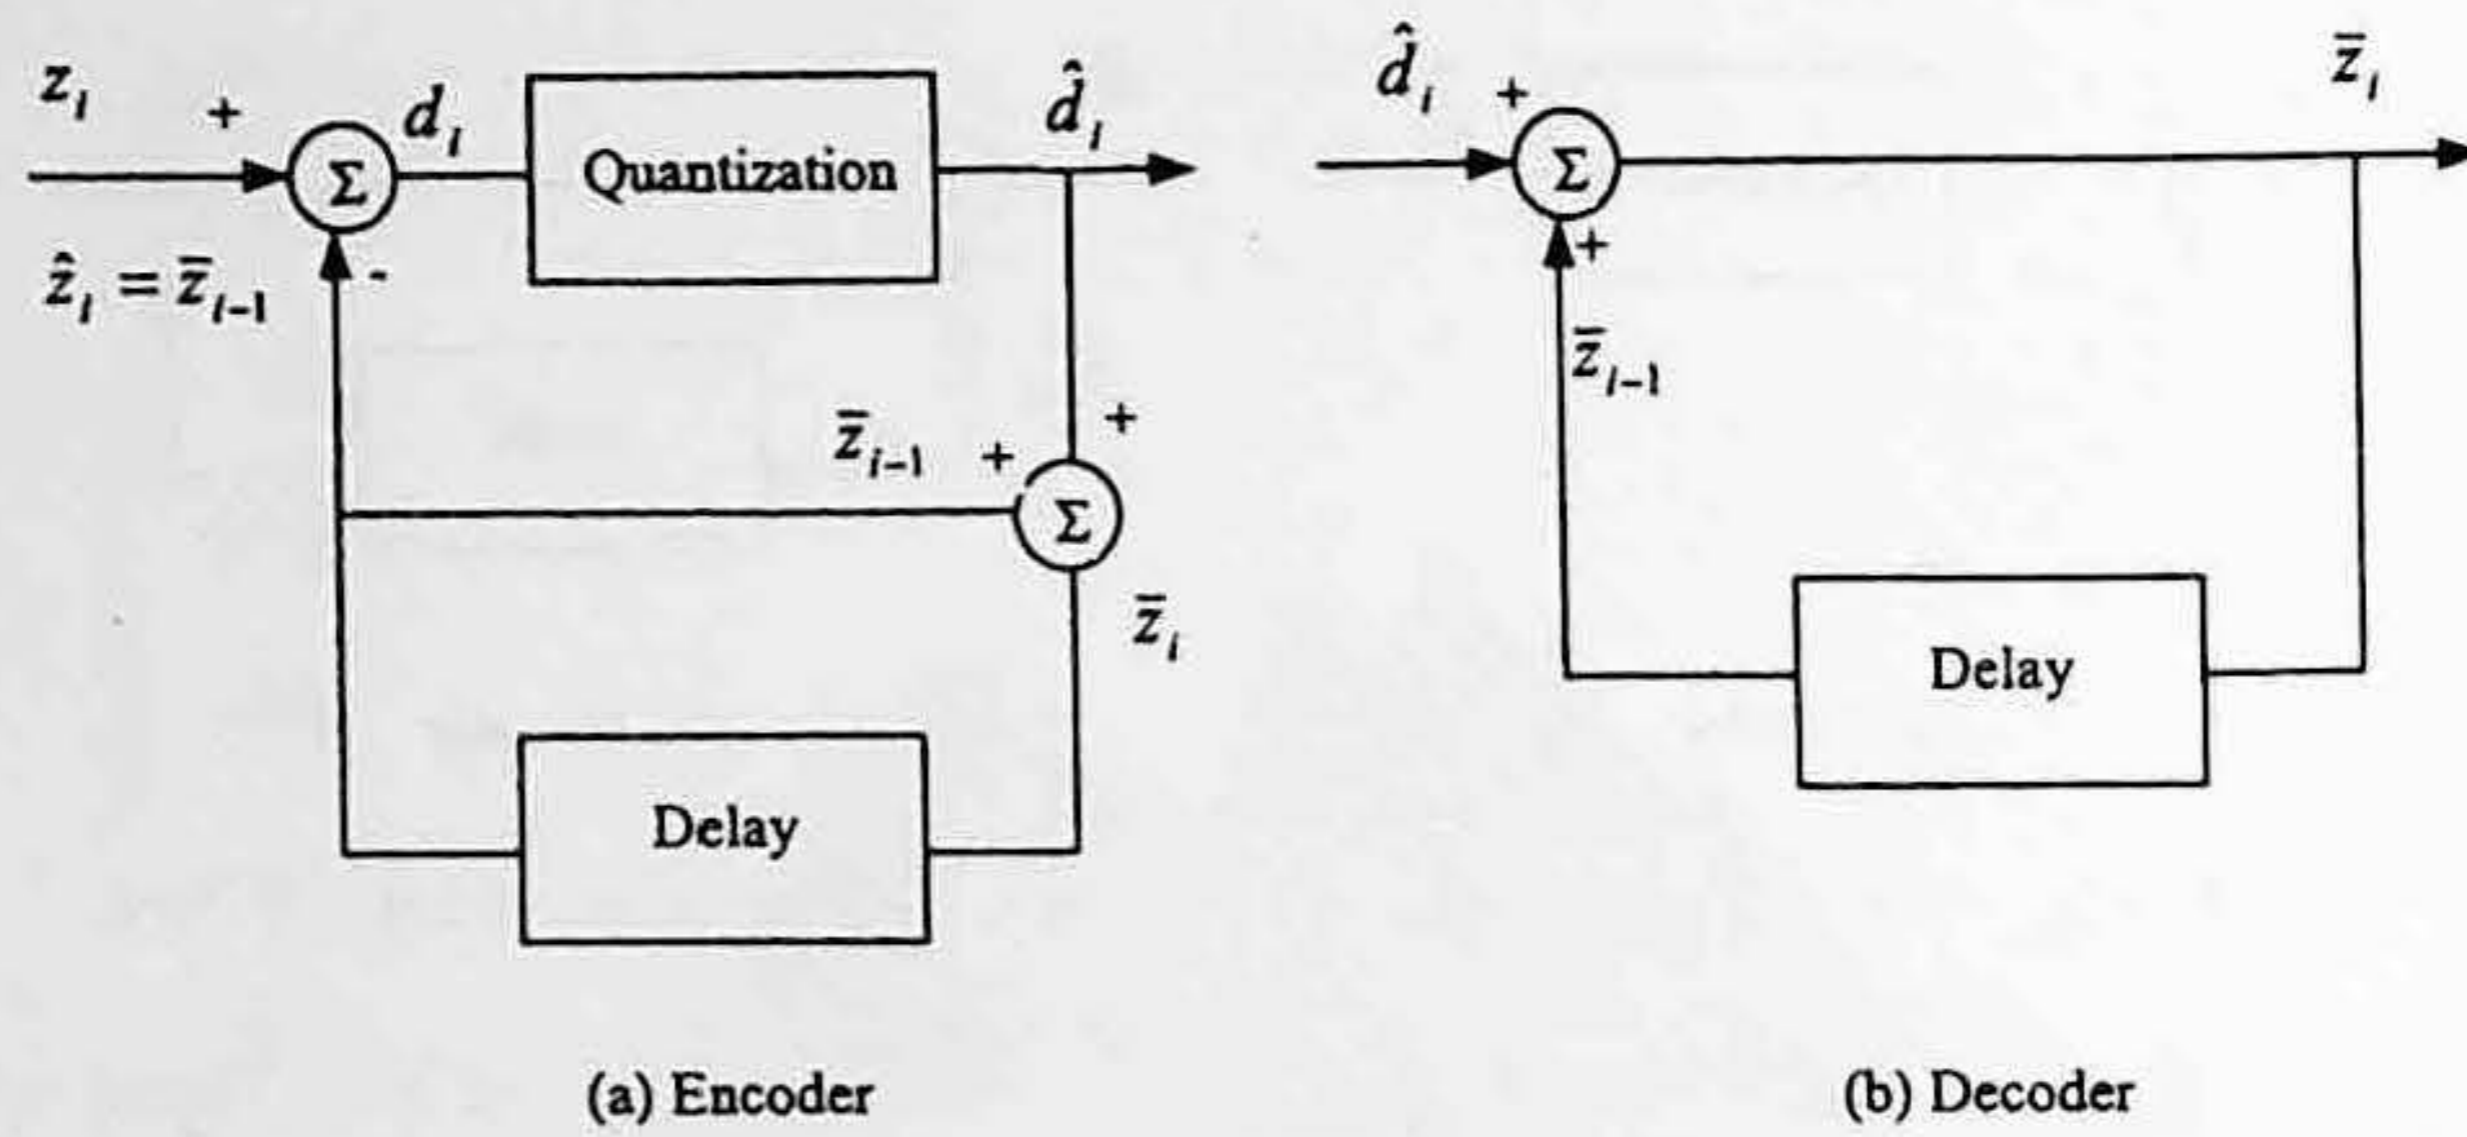 z_i + d_i Quantization d̂_i
ẑ_i = z̄_{i-1} -
Σ
z̄_{i-1} + +
Σ
z̄_i
Delay
(a) Encoder
d̂_i + z̄_i
Σ
+
z̄_{i-1}
Delay
(b) Decoder